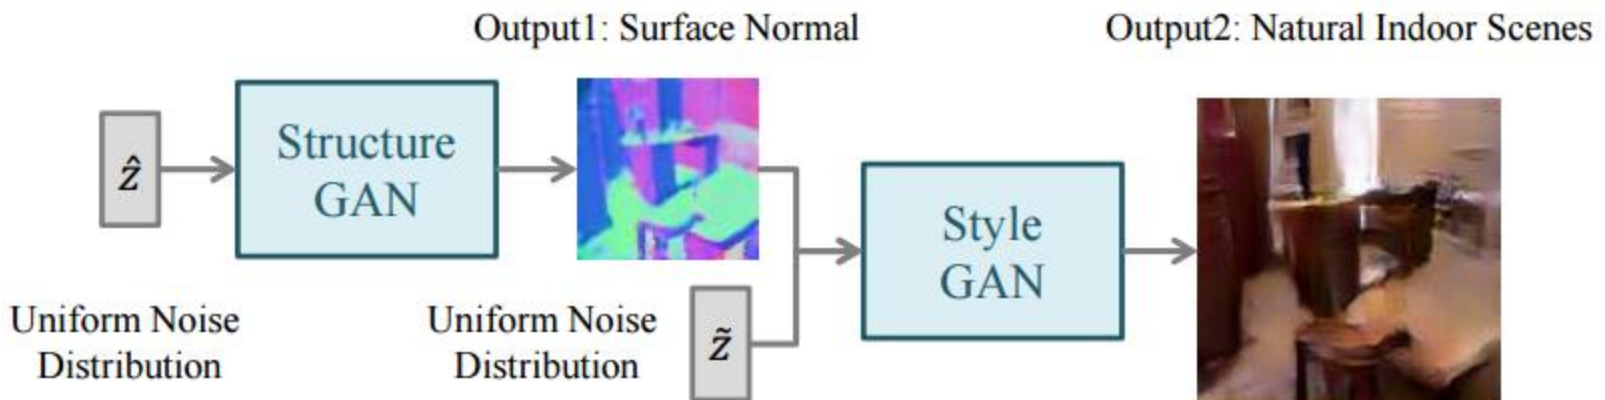 Output1: Surface Normal
Output2: Natural Indoor Scenes
ẑ
Structure
GAN
Style
GAN
Uniform Noise
Distribution
Uniform Noise
Distribution
z̃